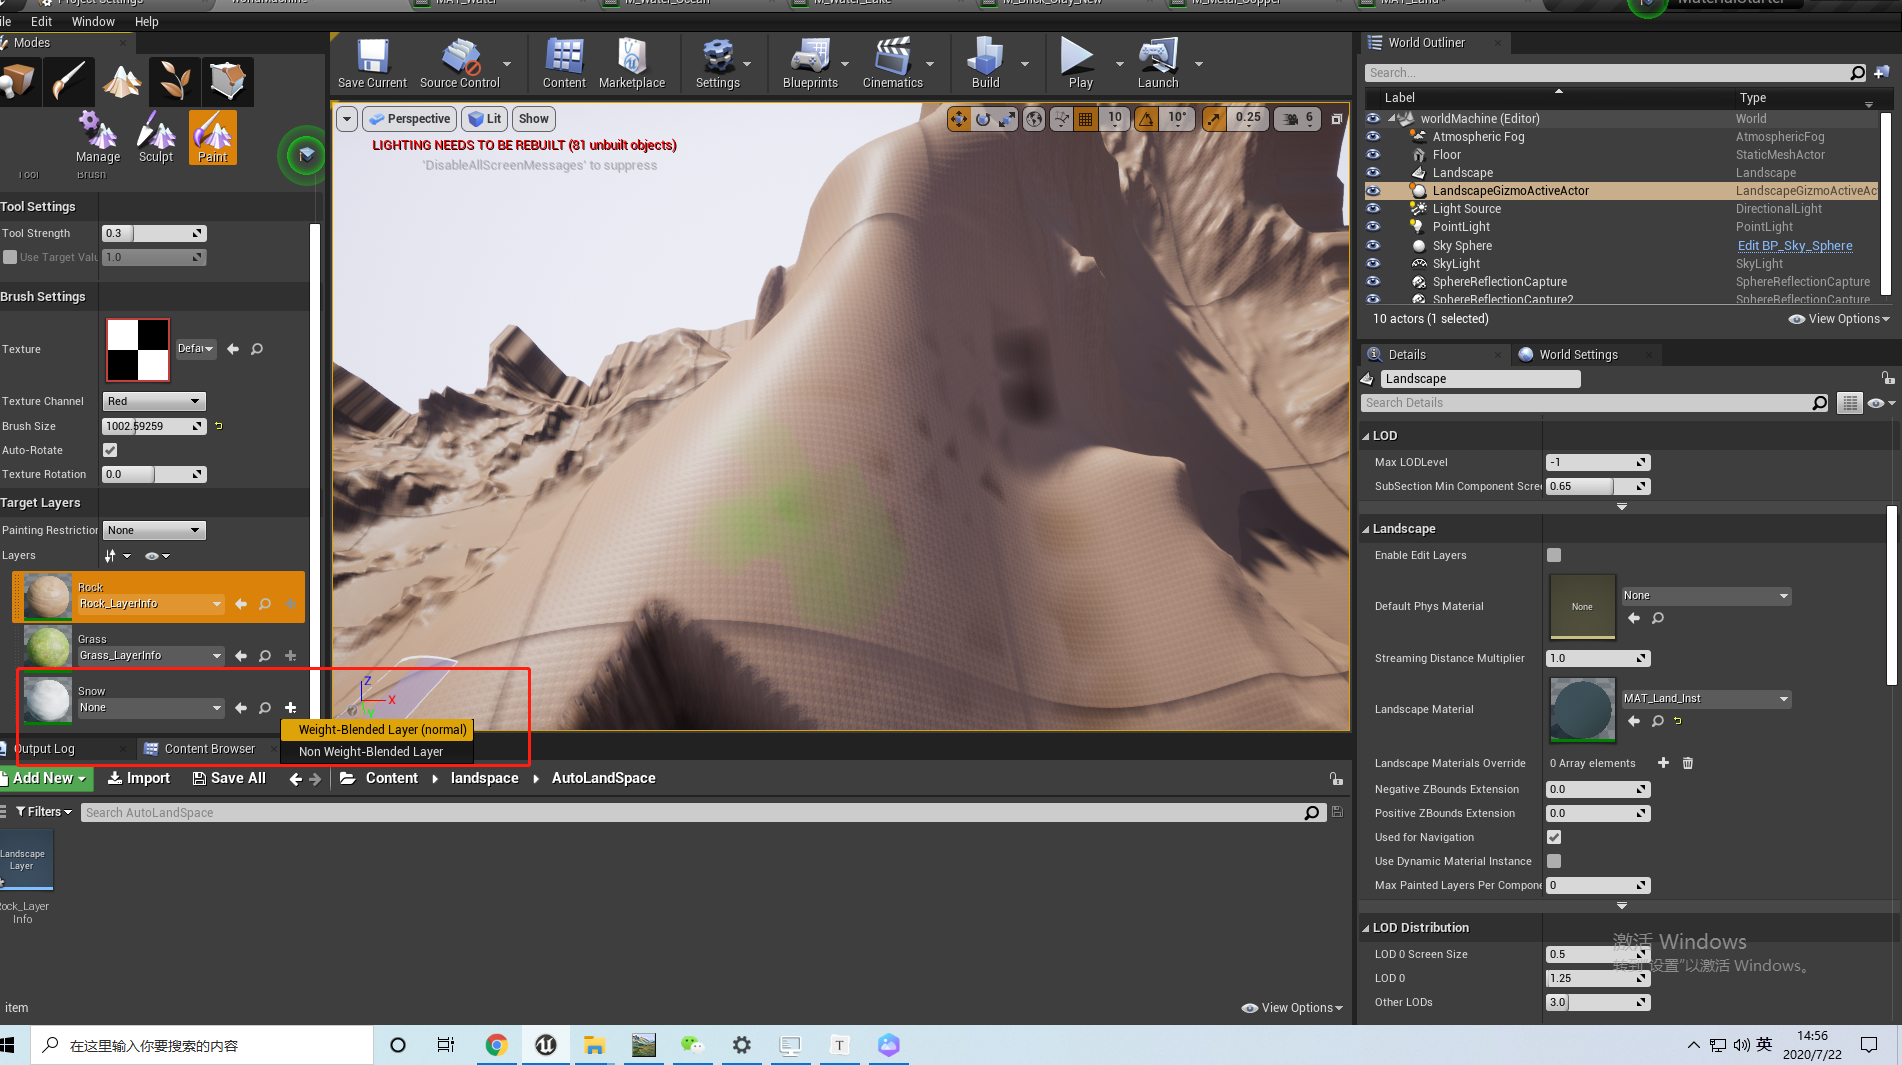 Project Settings
worldMachine
MAT_Water
M_Water_Ocean
M_Water_Lake
M_Brick_Clay_New
M_Metal_Copper
MAT_Land*
MaterialStarter
ile Edit Window Help
Modes
Manage Sculpt Paint
Tool Brush
Tool Settings
Tool Strength 0.3
Use Target Valu 1.0
Brush Settings
Texture Defau
Texture Channel Red
Brush Size 1002.59259
Auto-Rotate
Texture Rotation 0.0
Target Layers
Painting Restriction None
Layers
Rock
Rock_LayerInfo
Grass
Grass_LayerInfo
Snow
None
Save Current Source Control Content Marketplace Settings Blueprints Cinematics Build Play Launch
Perspective Lit Show
10 10° 0.25 6
LIGHTING NEEDS TO BE REBUILT (81 unbuilt objects)
'DisableAllScreenMessages' to suppress
Z
X
Y
Weight-Blended Layer (normal)
Non Weight-Blended Layer
Output Log Content Browser
Add New Import Save All Content landspace AutoLandSpace
Filters Search AutoLandSpace
Landscape
Layer
Rock_Layer
Info
item
View Options
World Outliner
Search...
Label Type
worldMachine (Editor) World
Atmospheric Fog AtmosphericFog
Floor StaticMeshActor
Landscape Landscape
LandscapeGizmoActiveActor LandscapeGizmoActiveAc
Light Source DirectionalLight
PointLight PointLight
Sky Sphere Edit BP_Sky_Sphere
SkyLight SkyLight
SphereReflectionCapture SphereReflectionCapture
SphereReflectionCapture2 SphereReflectionCapture
10 actors (1 selected) View Options
Details World Settings
Landscape
Search Details
LOD
Max LODLevel -1
SubSection Min Component Scree 0.65
Landscape
Enable Edit Layers
Default Phys Material None None
Streaming Distance Multiplier 1.0
Landscape Material MAT_Land_Inst
Landscape Materials Override 0 Array elements
Negative ZBounds Extension 0.0
Positive ZBounds Extension 0.0
Used for Navigation
Use Dynamic Material Instance
Max Painted Layers Per Compone 0
LOD Distribution
LOD 0 Screen Size 0.5
LOD 0 1.25
Other LODs 3.0
激活 Windows
转到"设置"以激活 Windows。
在这里输入你要搜索的内容
T
英
14:56
2020/7/22